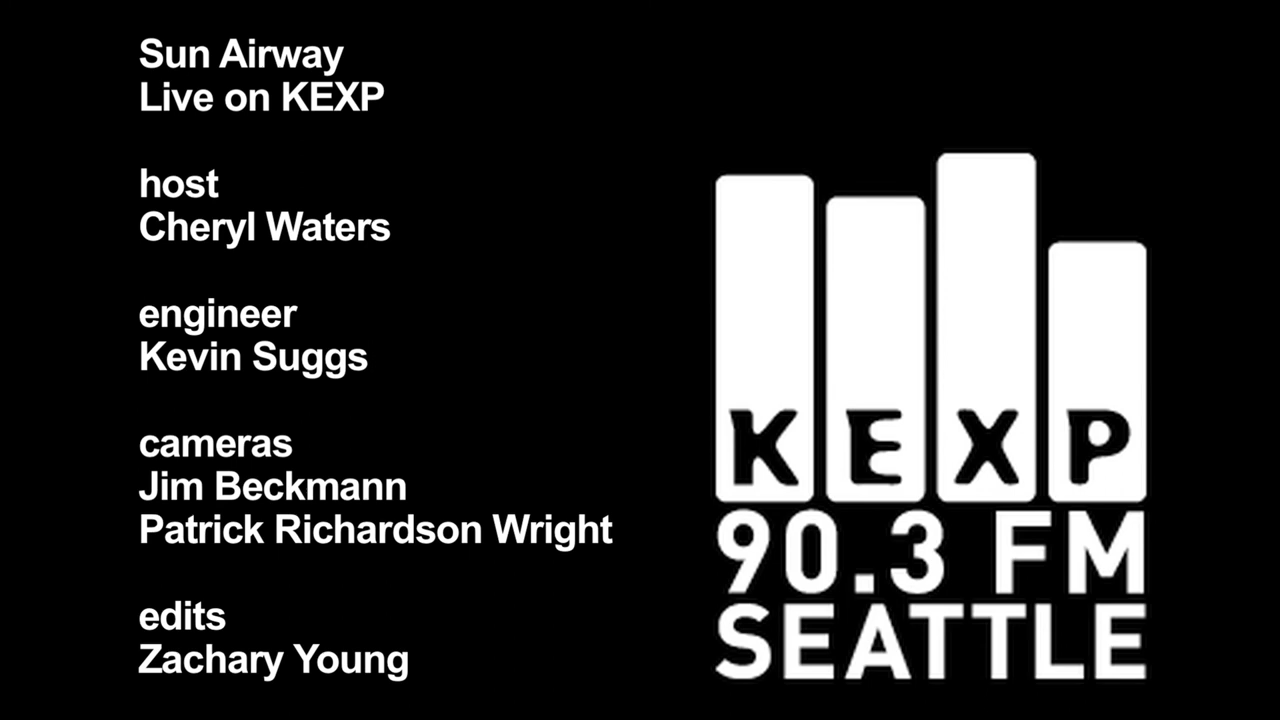 Sun Airway
Live on KEXP
host
Cheryl Waters
engineer
Kevin Suggs
cameras
Jim Beckmann
Patrick Richardson Wright
edits
Zachary Young
KEXP
90.3 FM
SEATTLE